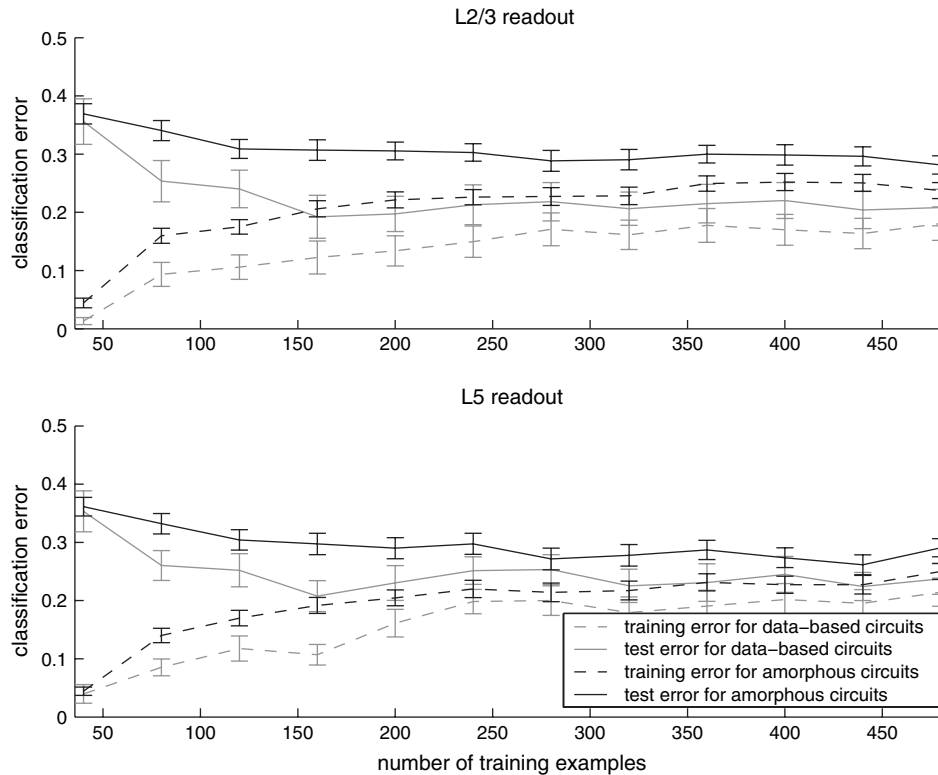 L2/3 readout
0.5
0.4
0.3
0.2
0.1
0
classification error
50 100 150 200 250 300 350 400 450
L5 readout
0.5
0.4
0.3
0.2
0.1
0
classification error
training error for data−based circuits
test error for data−based circuits
training error for amorphous circuits
test error for amorphous circuits
50 100 150 200 250 300 350 400 450
number of training examples